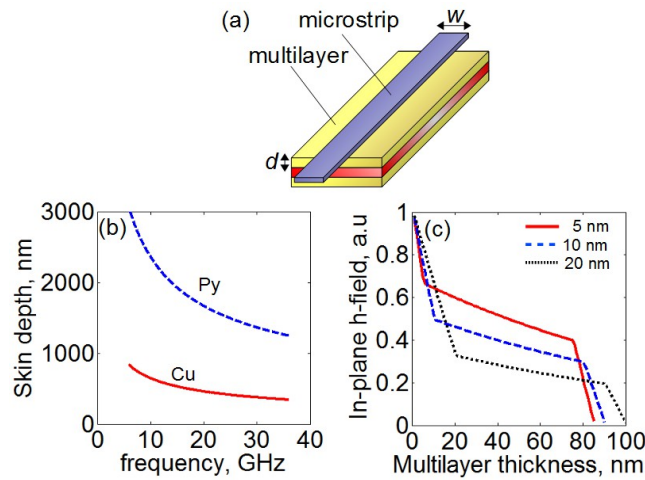 (a)
microstrip
w
multilayer
d
(b)
Skin depth, nm
3000
2000
1000
0
Py
Cu
0 10 20 30 40
frequency, GHz
(c)
In-plane h-field, a.u
1
0.8
0.6
0.4
0.2
0
5 nm
10 nm
20 nm
0 20 40 60 80 100
Multilayer thickness, nm